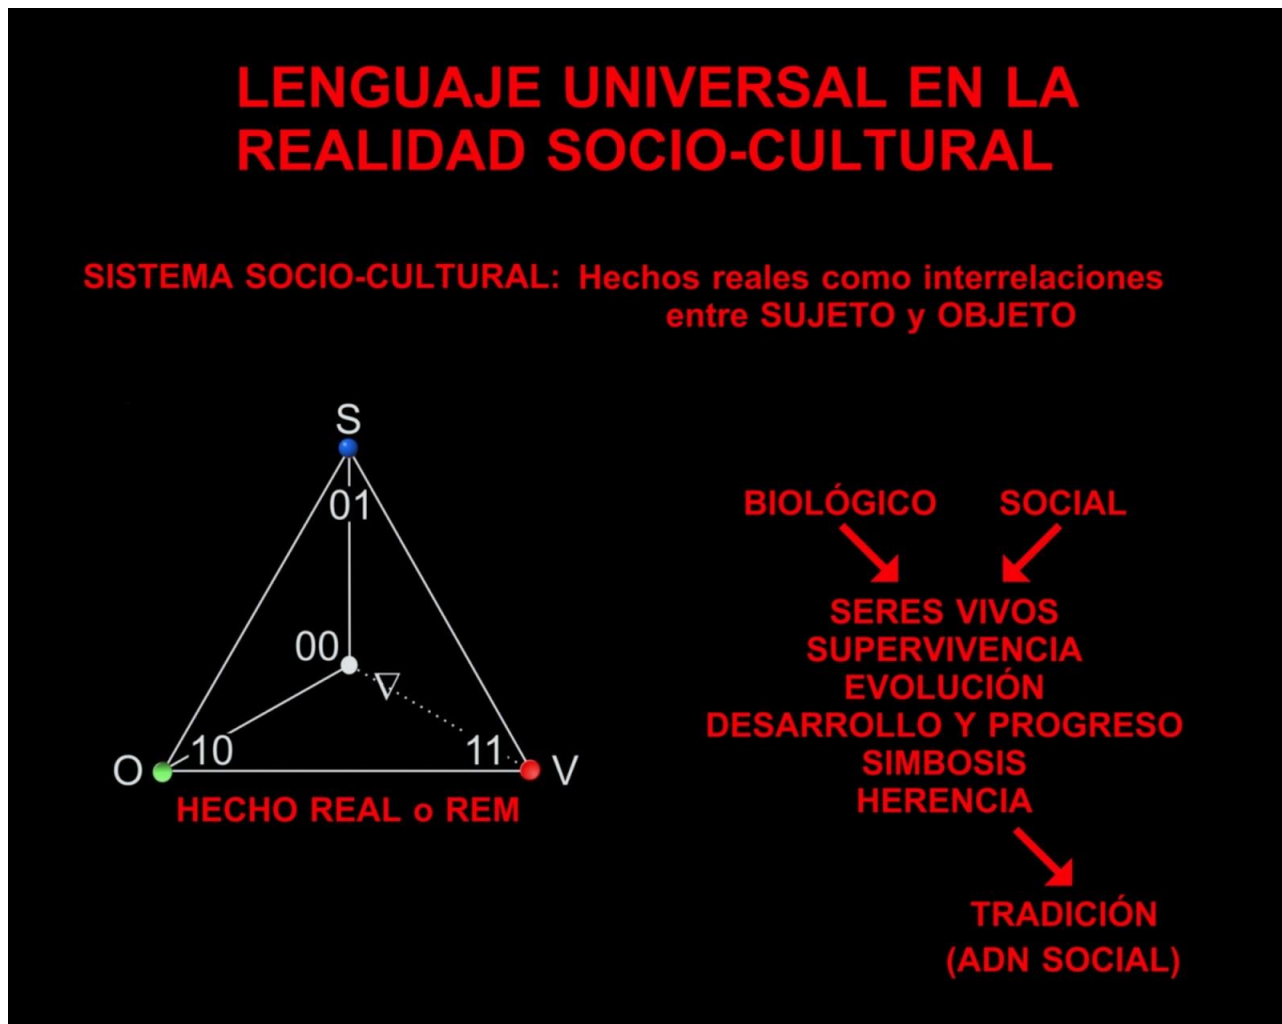 LENGUAJE UNIVERSAL EN LA
REALIDAD SOCIO-CULTURAL
SISTEMA SOCIO-CULTURAL: Hechos reales como interrelaciones
entre SUJETO y OBJETO
S
01
00
▽
O
10
11
V
HECHO REAL o REM
BIOLÓGICO SOCIAL
SERES VIVOS
SUPERVIVENCIA
EVOLUCIÓN
DESARROLLO Y PROGRESO
SIMBOSIS
HERENCIA
TRADICIÓN
(ADN SOCIAL)